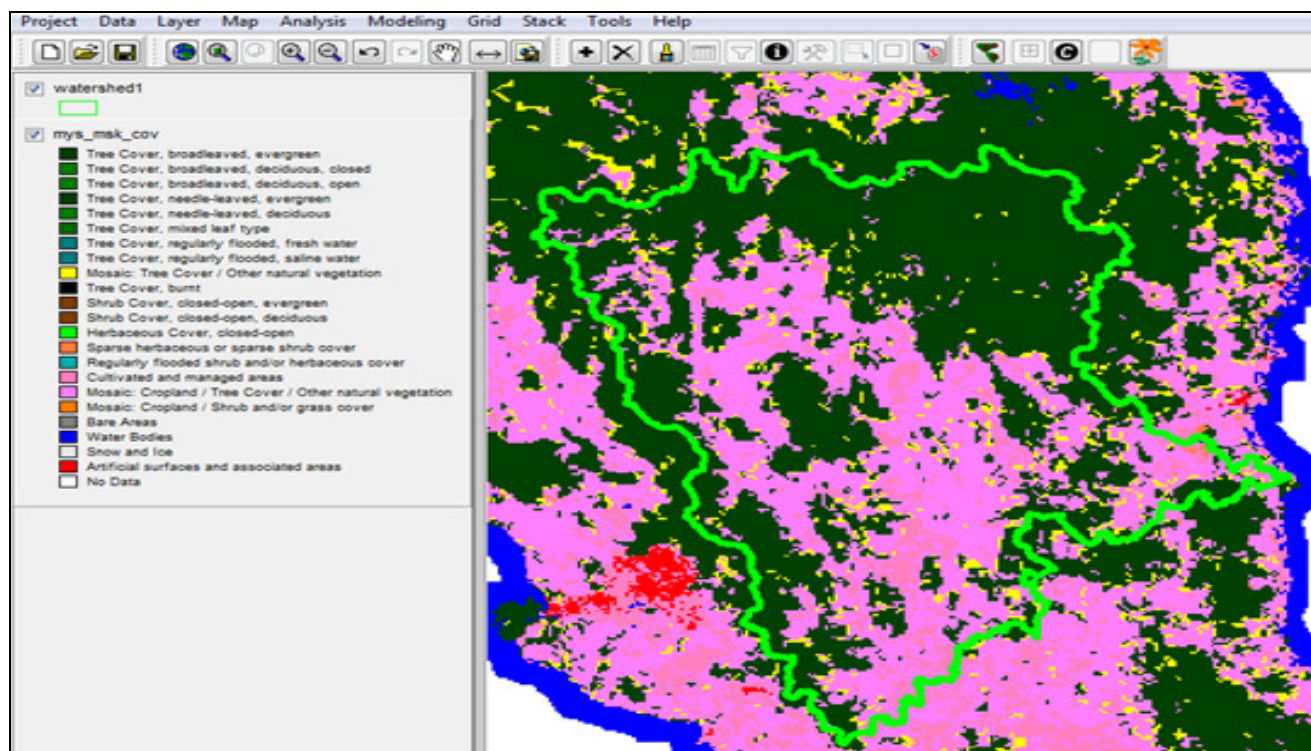 Project Data Layer Map Analysis Modeling Grid Stack Tools Help
watershed1
mys_msk_cov
Tree Cover, broadleaved, evergreen
Tree Cover, broadleaved, deciduous, closed
Tree Cover, broadleaved, deciduous, open
Tree Cover, needle-leaved, evergreen
Tree Cover, needle-leaved, deciduous
Tree Cover, mixed leaf type
Tree Cover, regularly flooded, fresh water
Tree Cover, regularly flooded, saline water
Mosaic: Tree Cover / Other natural vegetation
Tree Cover, burnt
Shrub Cover, closed-open, evergreen
Shrub Cover, closed-open, deciduous
Herbaceous Cover, closed-open
Sparse herbaceous or sparse shrub cover
Regularly flooded shrub and/or herbaceous cover
Cultivated and managed areas
Mosaic: Cropland / Tree Cover / Other natural vegetation
Mosaic: Cropland / Shrub and/or grass cover
Bare Areas
Water Bodies
Snow and Ice
Artificial surfaces and associated areas
No Data